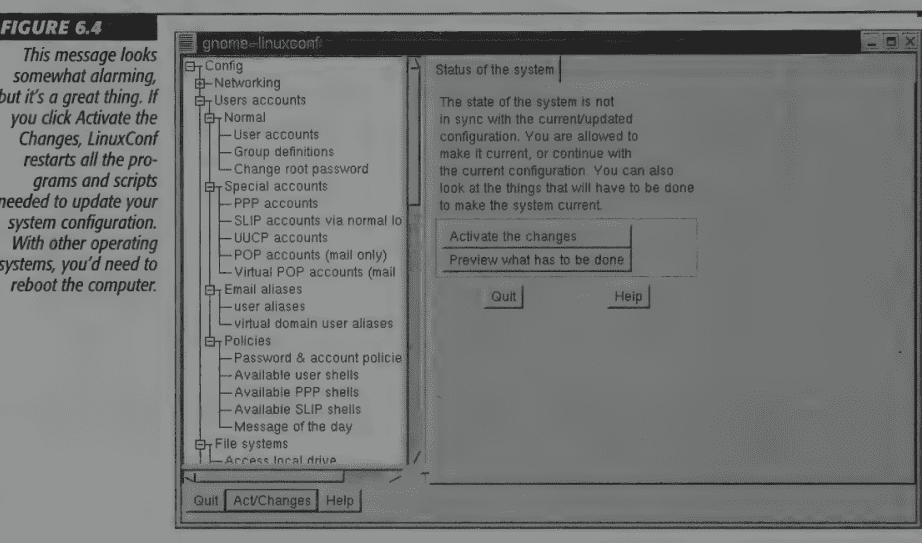 FIGURE 6.4
This message looks
somewhat alarming,
but it's a great thing. If
you click Activate the
Changes, LinuxConf
restarts all the pro-
grams and scripts
needed to update your
system configuration.
With other operating
systems, you'd need to
reboot the computer.
gnome-linuxconf
Config
Networking
Users accounts
Normal
User accounts
Group definitions
Change root password
Special accounts
PPP accounts
SLIP accounts via normal lo
UUCP accounts
POP accounts (mail only)
Virtual POP accounts (mail
Email aliases
user aliases
virtual domain user aliases
Policies
Password & account policie
Available user shells
Available PPP shells
Available SLIP shells
Message of the day
File systems
Access local drive
Status of the system
The state of the system is not
in sync with the current/updated
configuration. You are allowed to
make it current, or continue with
the current configuration. You can also
look at the things that will have to be done
to make the system current.
Activate the changes
Preview what has to be done
Quit Help
Quit Act/Changes Help